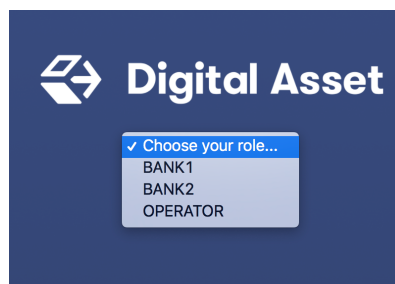 Digital Asset
✓ Choose your role...
BANK1
BANK2
OPERATOR